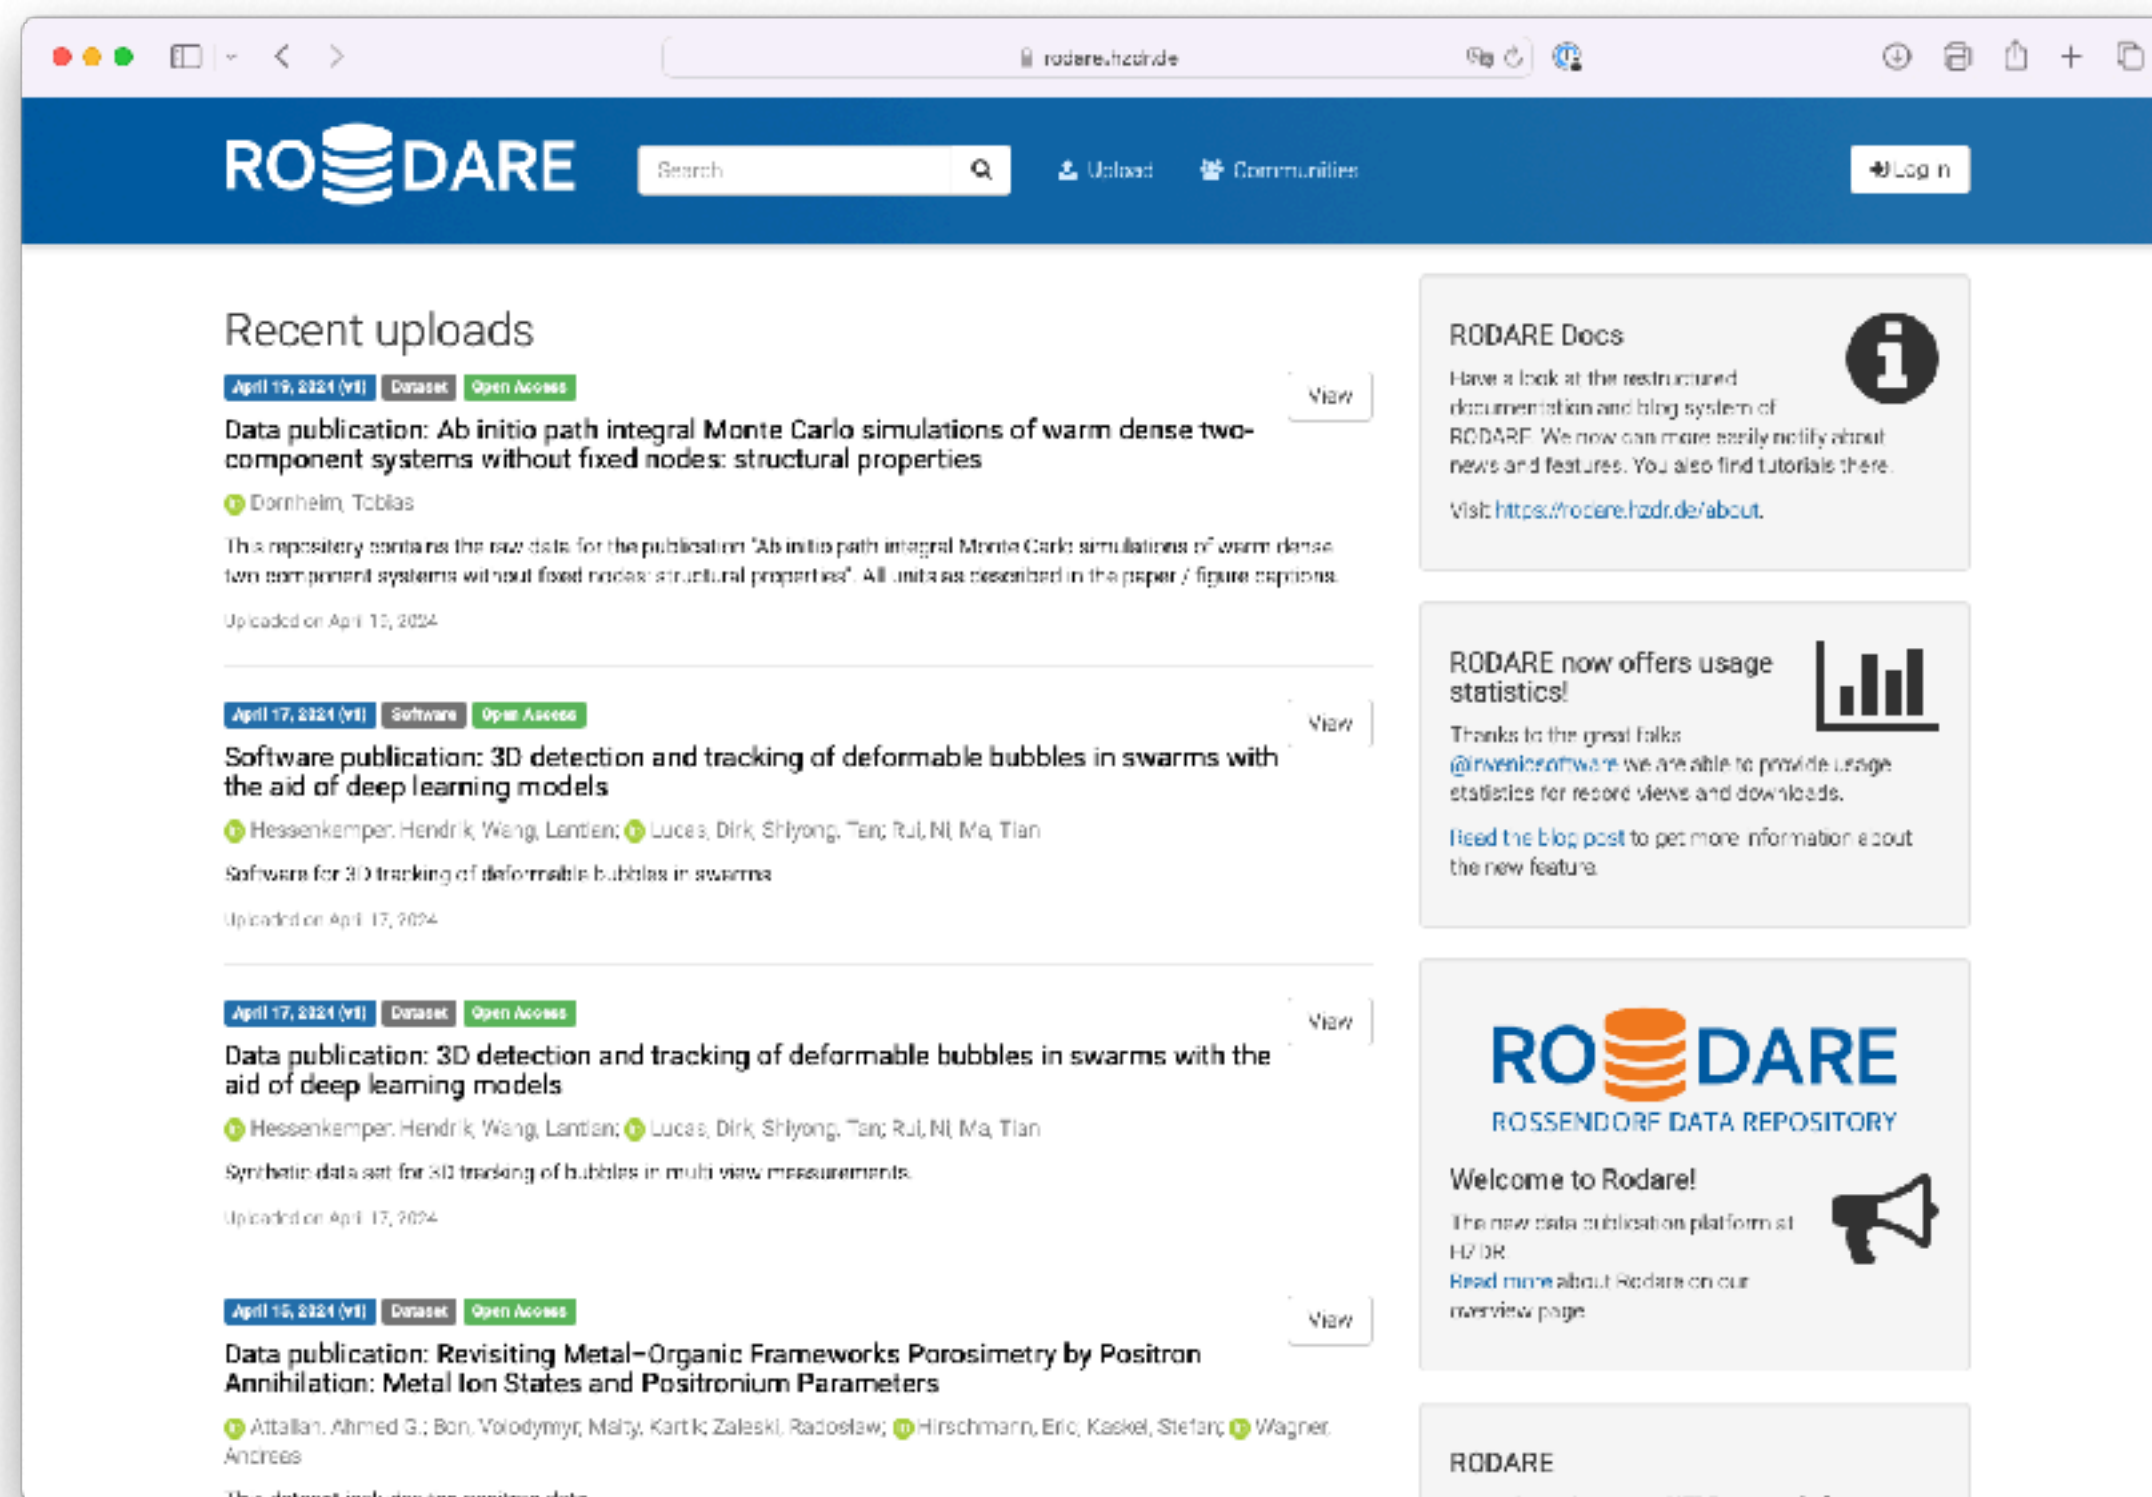 rodare.hzdr.de
RODARE
Search
Upload
Communities
Log in
Recent uploads
April 19, 2024 (v1) Dataset Open Access
View
Data publication: Ab initio path integral Monte Carlo simulations of warm dense two-
component systems without fixed nodes: structural properties
Dornheim, Tobias
This repository contains the raw data for the publication "Ab initio path integral Monte Carlo simulations of warm dense
two component systems without fixed nodes: structural properties". All units as described in the paper / figure captions.
Uploaded on April 19, 2024
April 17, 2024 (v1) Software Open Access
View
Software publication: 3D detection and tracking of deformable bubbles in swarms with
the aid of deep learning models
Hessenkemper, Hendrik; Wang, Lantian; Lucas, Dirk; Shiyong, Tan; Rui, Ni; Ma, Tian
Software for 3D tracking of deformable bubbles in swarms
Uploaded on April 17, 2024
April 17, 2024 (v1) Dataset Open Access
View
Data publication: 3D detection and tracking of deformable bubbles in swarms with the
aid of deep learning models
Hessenkemper, Hendrik; Wang, Lantian; Lucas, Dirk; Shiyong, Tan; Rui, Ni; Ma, Tian
Synthetic data set for 3D tracking of bubbles in multi view measurements.
Uploaded on April 17, 2024
April 15, 2024 (v1) Dataset Open Access
View
Data publication: Revisiting Metal–Organic Frameworks Porosimetry by Positron
Annihilation: Metal Ion States and Positronium Parameters
Attallah, Ahmed G.; Bon, Volodymyr; Maity, Kartik; Zaleski, Radosław; Hirschmann, Eric; Kaskel, Stefan; Wagner,
Andreas
RODARE Docs
Have a look at the restructured
documentation and blog system of
RODARE. We now can more easily notify about
news and features. You also find tutorials there.
Visit https://rodare.hzdr.de/about.
RODARE now offers usage
statistics!
Thanks to the great folks
@inveniosoftware we are able to provide usage
statistics for record views and downloads.
Read the blog post to get more information about
the new feature.
RODARE
ROSSENDORF DATA REPOSITORY
Welcome to Rodare!
The new data publication platform at
HZDR.
Read more about Rodare on our
overview page
RODARE